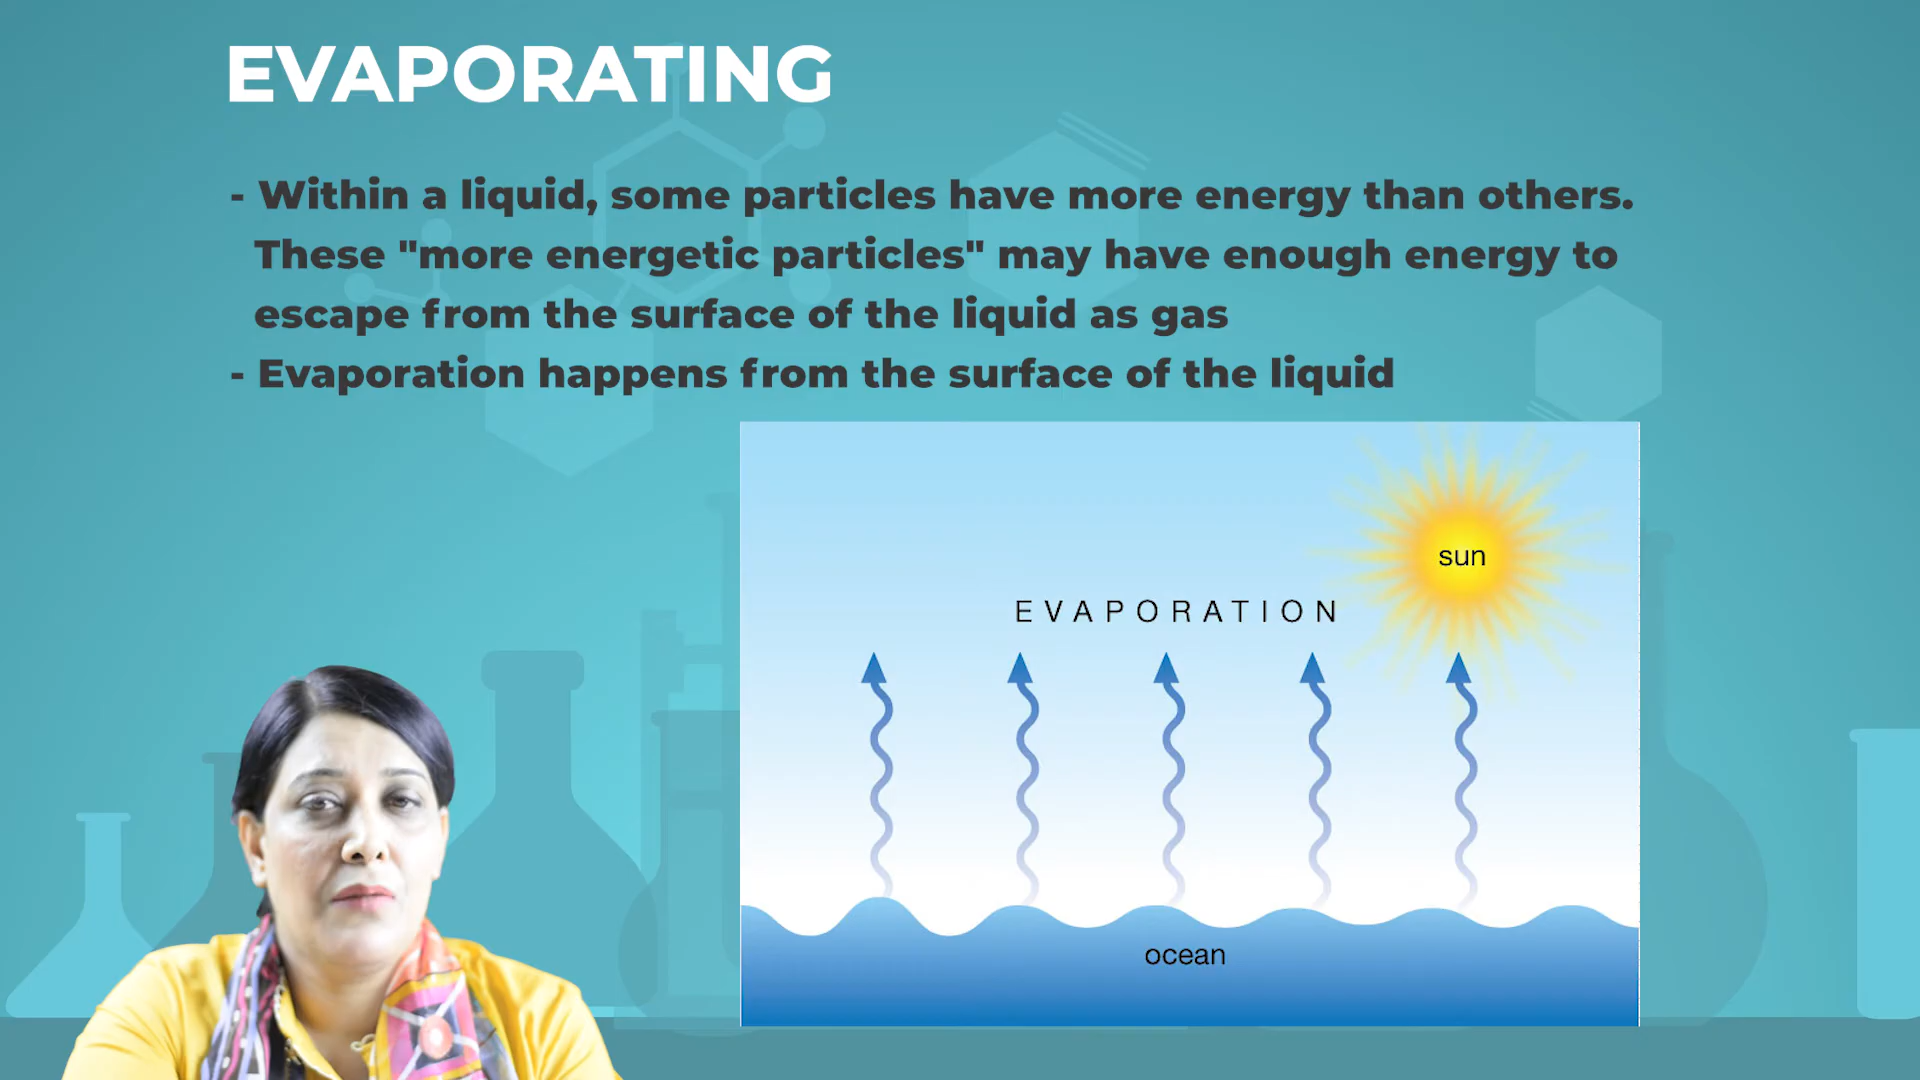 EVAPORATING
- Within a liquid, some particles have more energy than others.
These "more energetic particles" may have enough energy to
escape from the surface of the liquid as gas
- Evaporation happens from the surface of the liquid
sun
EVAPORATION
ocean